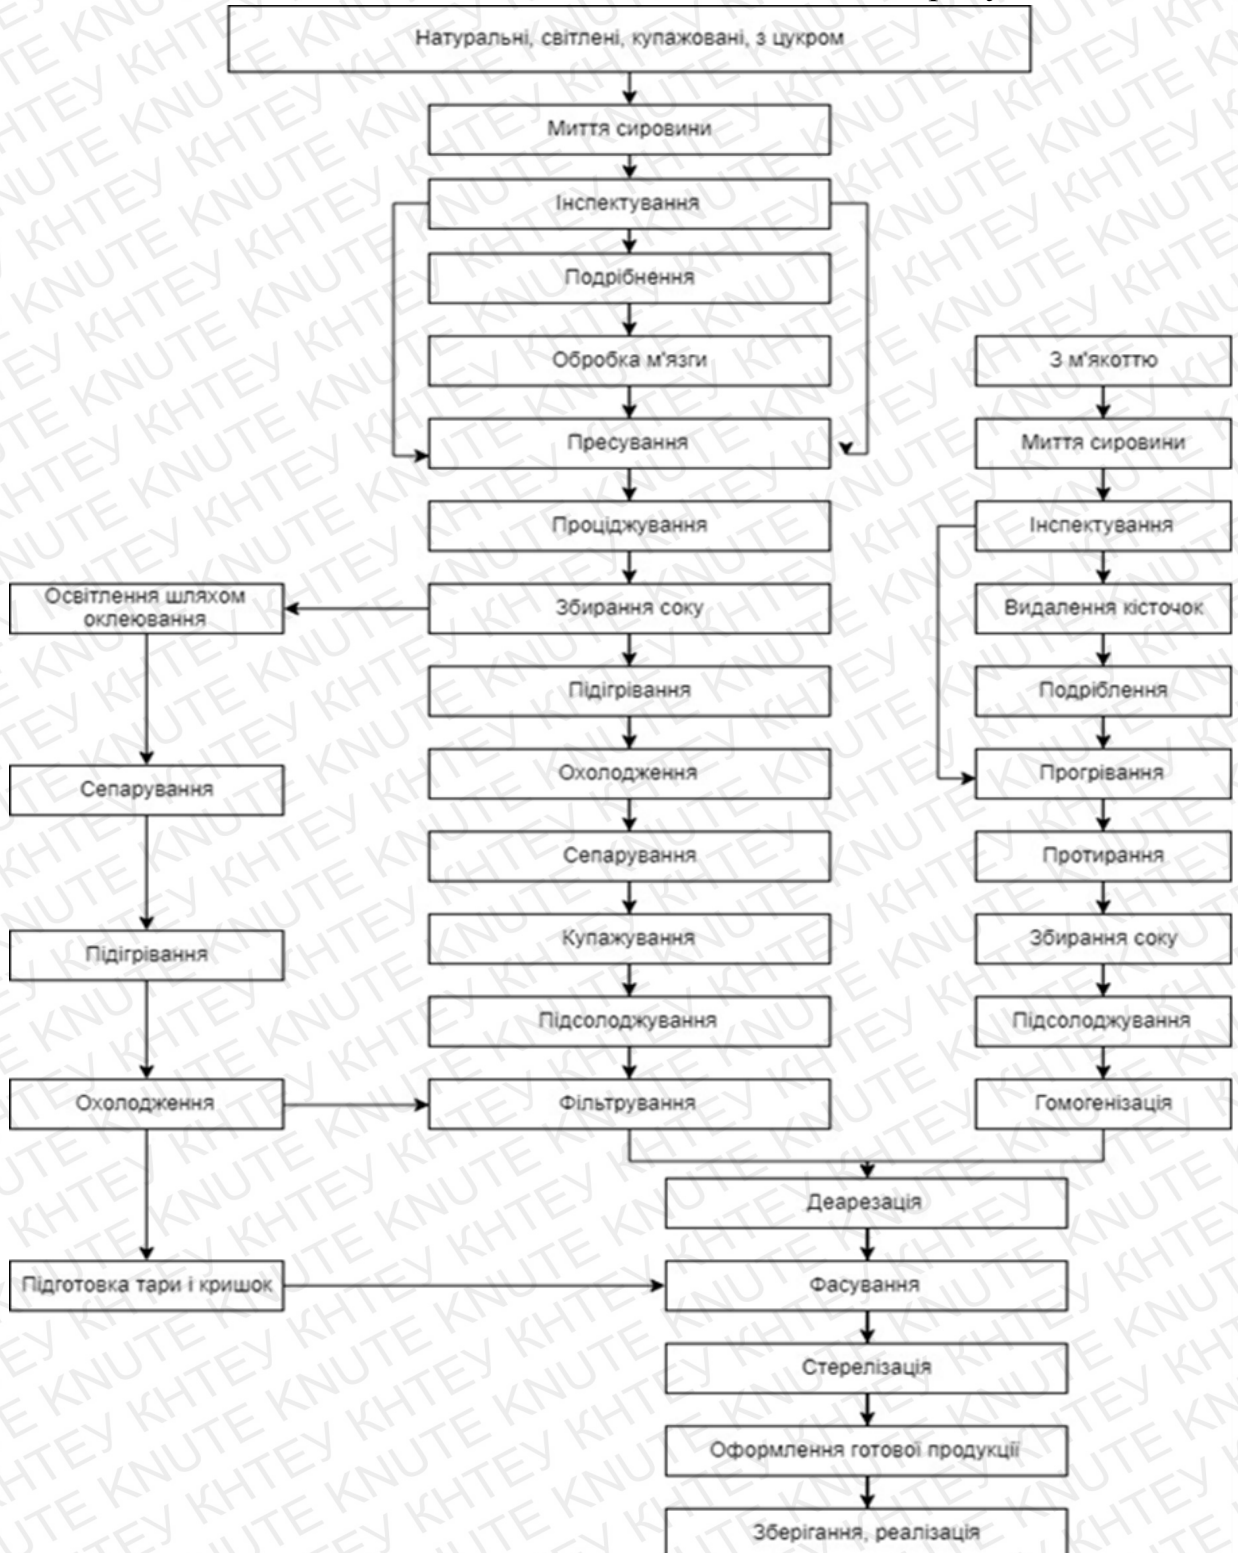 Натуральні, світлені, купажовані, з цукром
Миття сировини
Інспектування
Подрібнення
Обробка м'язги
Пресування
Проціджування
Збирання соку
Підігрівання
Охолодження
Сепарування
Купажування
Підсолоджування
Фільтрування
Освітлення шляхом
оклеювання
Сепарування
Підігрівання
Охолодження
Підготовка тари і кришок
З м'якоттю
Миття сировини
Інспектування
Видалення кісточок
Подріблення
Прогрівання
Протирання
Збирання соку
Підсолоджування
Гомогенізація
Деарезація
Фасування
Стерелізація
Оформлення готової продукції
Зберігання, реалізація
KNUTE КНТЕУ